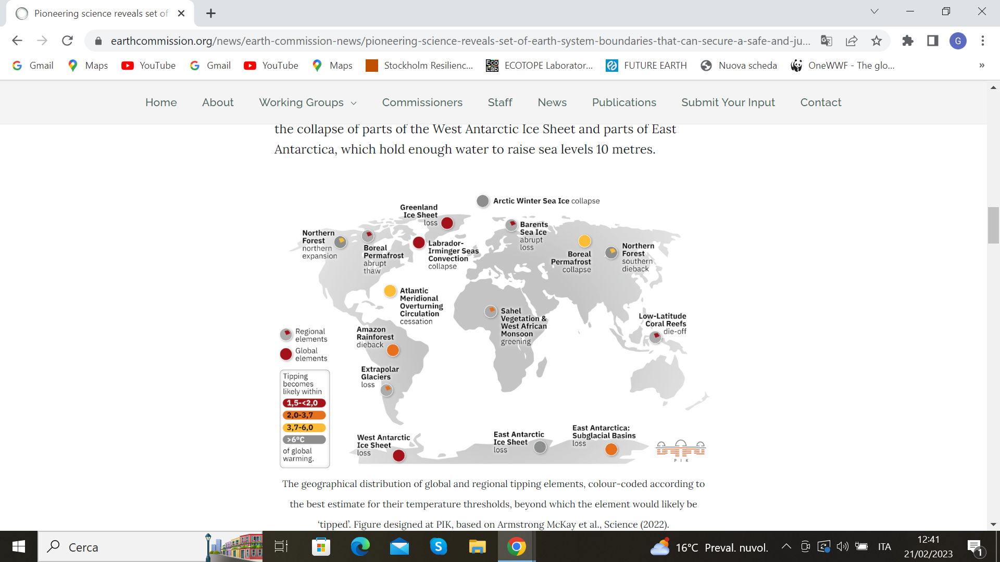 Pioneering science reveals set of
earthcommission.org/news/earth-commission-news/pioneering-science-reveals-set-of-earth-system-boundaries-that-can-secure-a-safe-and-ju...
G
Gmail
Maps
YouTube
Gmail
YouTube
Maps
Stockholm Resilienc...
Eco Lab
ECOTOPE Laborator...
FUTURE EARTH
Nuova scheda
OneWWF - The glo...
»
Home
About
Working Groups
Commissioners
Staff
News
Publications
Submit Your Input
Contact
the collapse of parts of the West Antarctic Ice Sheet and parts of East
Antarctica, which hold enough water to raise sea levels 10 metres.
Arctic Winter Sea Ice collapse
Greenland
Ice Sheet
loss
Northern
Forest
northern
expansion
Boreal
Permafrost
abrupt
thaw
Labrador-
Irminger Seas
Convection
collapse
Barents
Sea Ice
abrupt
loss
Boreal
Permafrost
collapse
Northern
Forest
southern
dieback
Atlantic
Meridional
Overturning
Circulation
cessation
Sahel
Vegetation &
West African
Monsoon
greening
Low-Latitude
Coral Reefs
die-off
Regional
elements
Global
elements
Amazon
Rainforest
dieback
Extrapolar
Glaciers
loss
Tipping
becomes
likely within
1,5-<2,0
2,0-3,7
3,7-6,0
>6°C
of global
warming.
West Antarctic
Ice Sheet
loss
East Antarctic
Ice Sheet
loss
East Antarctica:
Subglacial Basins
loss
PIK
The geographical distribution of global and regional tipping elements, colour-coded according to
the best estimate for their temperature thresholds, beyond which the element would likely be
‘tipped’. Figure designed at PIK, based on Armstrong McKay et al., Science (2022).
Cerca
16°C Preval. nuvol.
ITA
12:41
21/02/2023
1